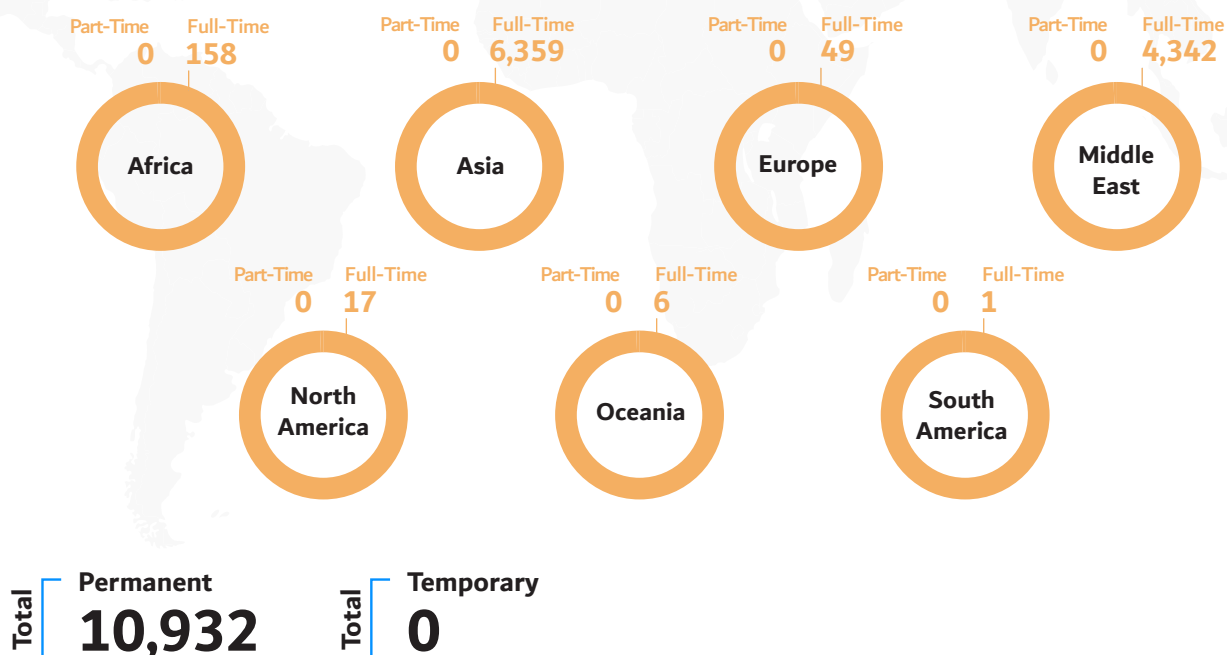 Part-Time Full-Time
0 158
Africa
Part-Time Full-Time
0 6,359
Asia
Part-Time Full-Time
0 49
Europe
Part-Time Full-Time
0 4,342
Middle
East
Part-Time Full-Time
0 17
North
America
Part-Time Full-Time
0 6
Oceania
Part-Time Full-Time
0 1
South
America
Total
Permanent
10,932
Total
Temporary
0